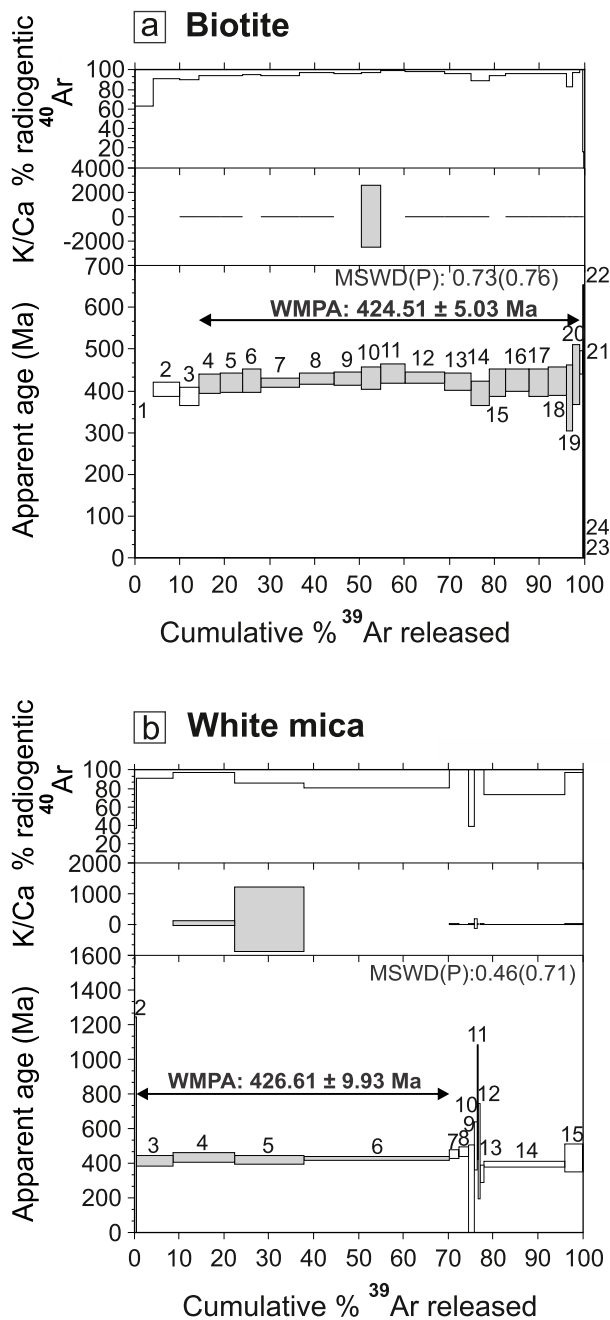 a Biotite
% radiogentic
40Ar
100
80
60
40
20
K/Ca
4000
2000
0
-2000
Apparent age (Ma)
700
600
500
400
300
200
100
0
MSWD(P): 0.73(0.76)
WMPA: 424.51 ± 5.03 Ma
1 2 3 4 5 6 7 8 9 10 11 12 13 14 15 16 17 18 19 20 21 22 23 24
0 10 20 30 40 50 60 70 80 90 100
Cumulative % 39Ar released
b White mica
% radiogentic
40Ar
100
80
60
40
20
K/Ca
2000
1000
0
Apparent age (Ma)
1600
1400
1200
1000
800
600
400
200
0
MSWD(P):0.46(0.71)
WMPA: 426.61 ± 9.93 Ma
2 3 4 5 6 7 8 9 10 11 12 13 14 15
0 10 20 30 40 50 60 70 80 90 100
Cumulative % 39Ar released